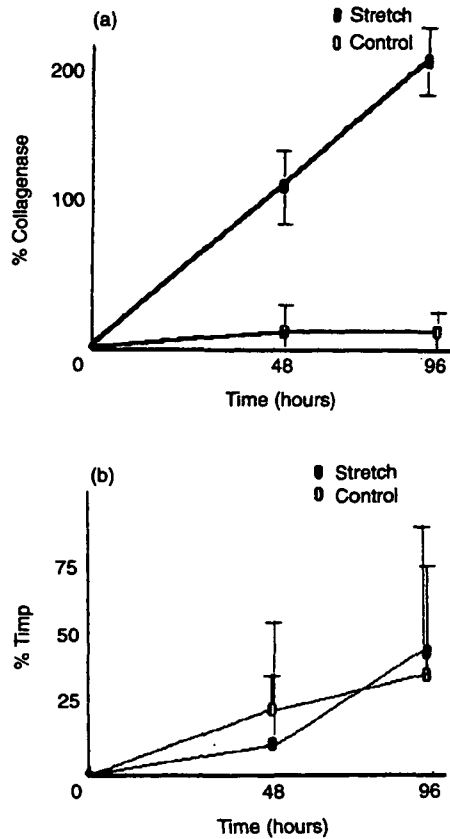 (a)
Stretch
Control
200
100
0
% Collagenase
48 96
Time (hours)
(b)
Stretch
Control
75
50
25
0
% Timp
48 96
Time (hours)